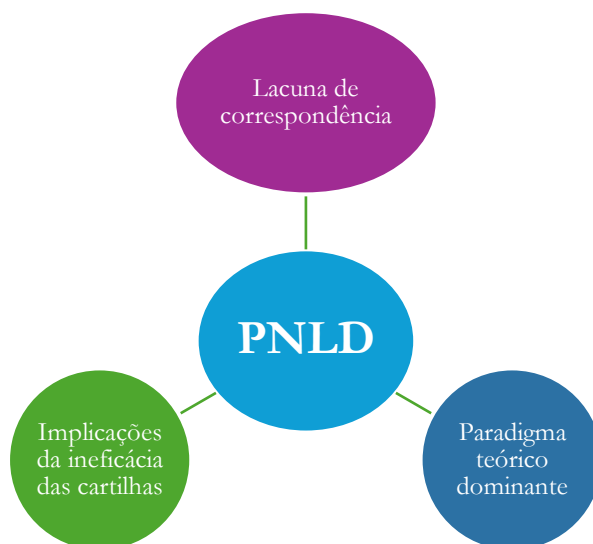 Lacuna de
correspondência
PNLD
Implicações
da ineficácia
das cartilhas
Paradigma
teórico
dominante